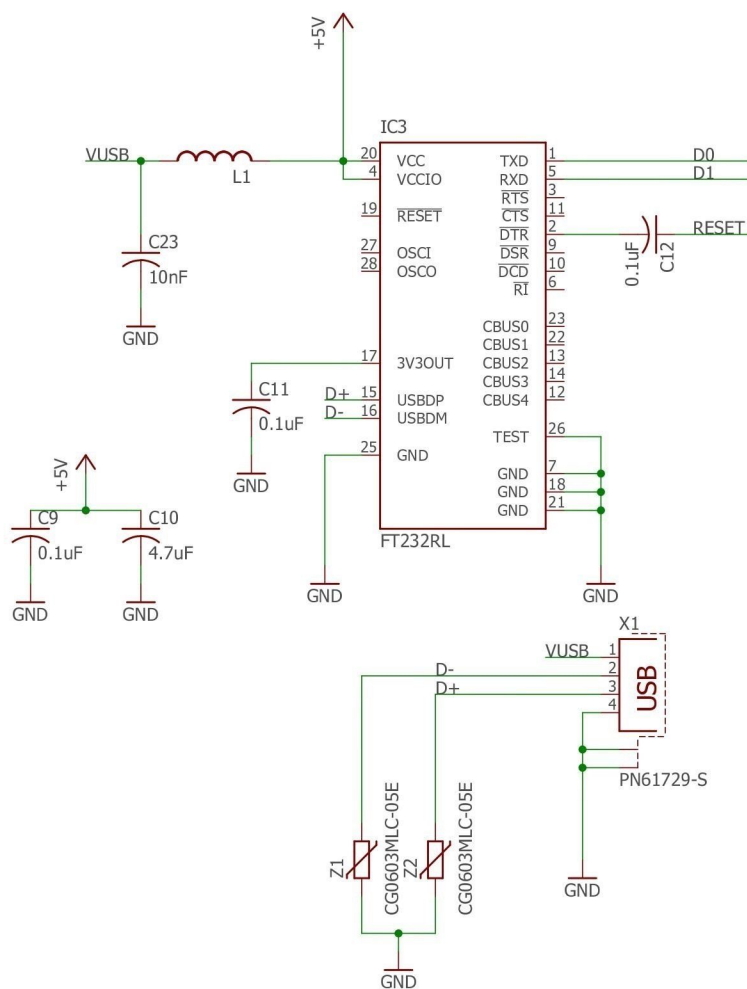 +5V
IC3
VUSB
L1
20 VCC TXD 1 D0
4 VCCIO RXD 5 D1
RTS 3
19 RESET CTS 11
DTR 2 0.1uF C12 RESET
27 OSCI DSR 9
28 OSCO DCD 10
RI 6
C23
10nF
GND
CBUS0 23
CBUS1 22
17 3V3OUT CBUS2 13
CBUS3 14
D+ 15 USBDP CBUS4 12
D- 16 USBDM
C11
0.1uF
GND
TEST 26
25 GND
GND 7
GND 18
GND 21
FT232RL
GND
GND
+5V
C9
0.1uF
GND
C10
4.7uF
GND
X1
VUSB 1
D- 2
D+ 3
4
USB
PN61729-S
GND
Z1
CG0603MLC-05E
Z2
CG0603MLC-05E
GND